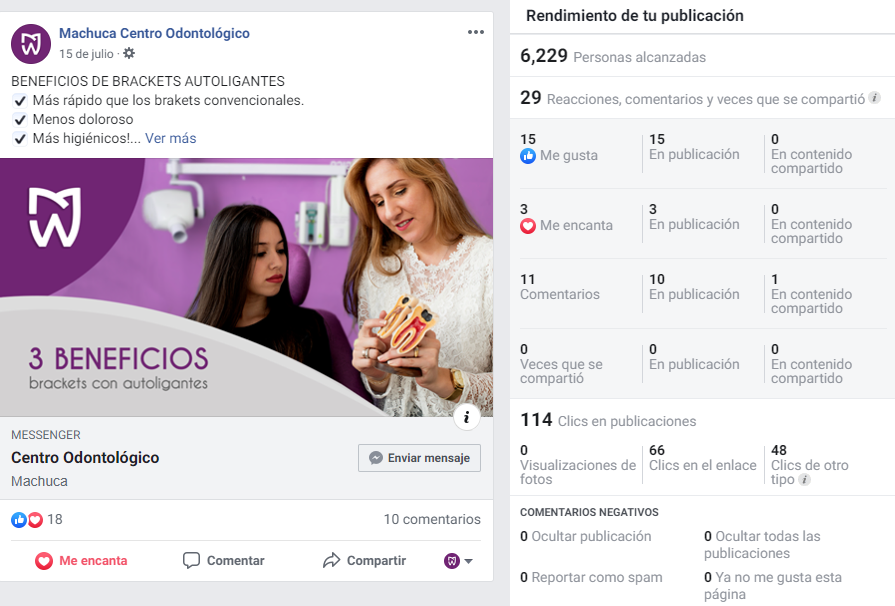 Machuca Centro Odontológico
15 de julio ·
BENEFICIOS DE BRACKETS AUTOLIGANTES
Más rápido que los brakets convencionales.
Menos doloroso
Más higiénicos!... Ver más
3 BENEFICIOS
brackets con autoligantes
MESSENGER
Centro Odontológico
Machuca
Enviar mensaje
18
10 comentarios
Me encanta
Comentar
Compartir
Rendimiento de tu publicación
6,229 Personas alcanzadas
29 Reacciones, comentarios y veces que se compartió
15
Me gusta
15
En publicación
0
En contenido
compartido
3
Me encanta
3
En publicación
0
En contenido
compartido
11
Comentarios
10
En publicación
1
En contenido
compartido
0
Veces que se
compartió
0
En publicación
0
En contenido
compartido
114 Clics en publicaciones
0
Visualizaciones de
fotos
66
Clics en el enlace
48
Clics de otro
tipo
COMENTARIOS NEGATIVOS
0 Ocultar publicación
0 Ocultar todas las
publicaciones
0 Reportar como spam
0 Ya no me gusta esta
página